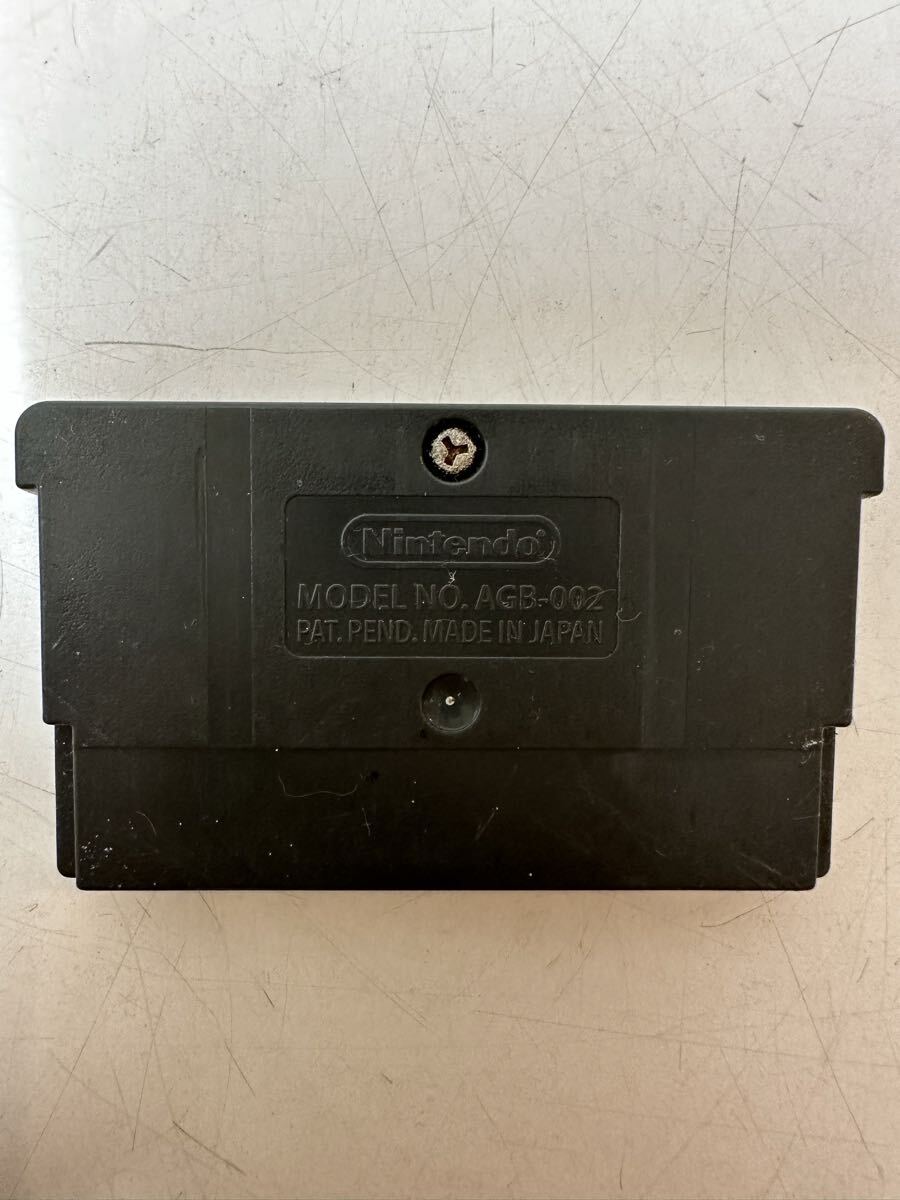 Nintendo®
MODEL NO. AGB-002
PAT. PEND. MADE IN JAPAN